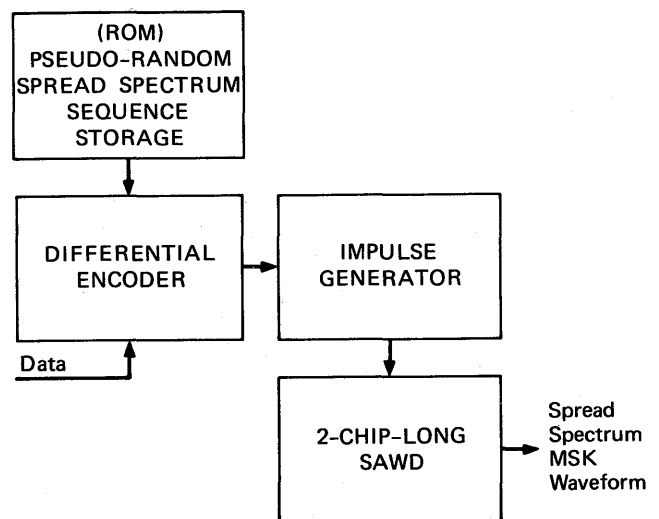 (ROM)
PSEUDO-RANDOM
SPREAD SPECTRUM
SEQUENCE
STORAGE
DIFFERENTIAL
ENCODER
IMPULSE
GENERATOR
Data
2-CHIP-LONG
SAWD
Spread
Spectrum
MSK
Waveform